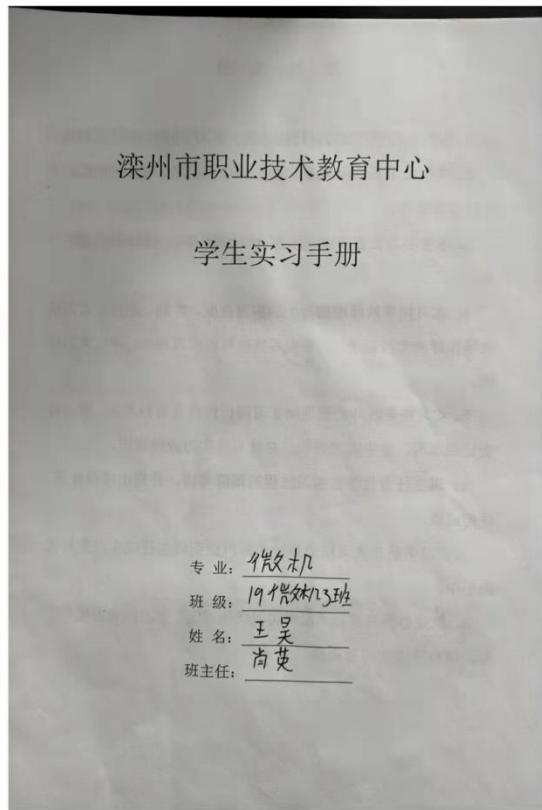 滦州市职业技术教育中心
学生实习手册
专 业: 微机
班 级: 19微机3班
姓 名: 王昊
班主任: 肖英